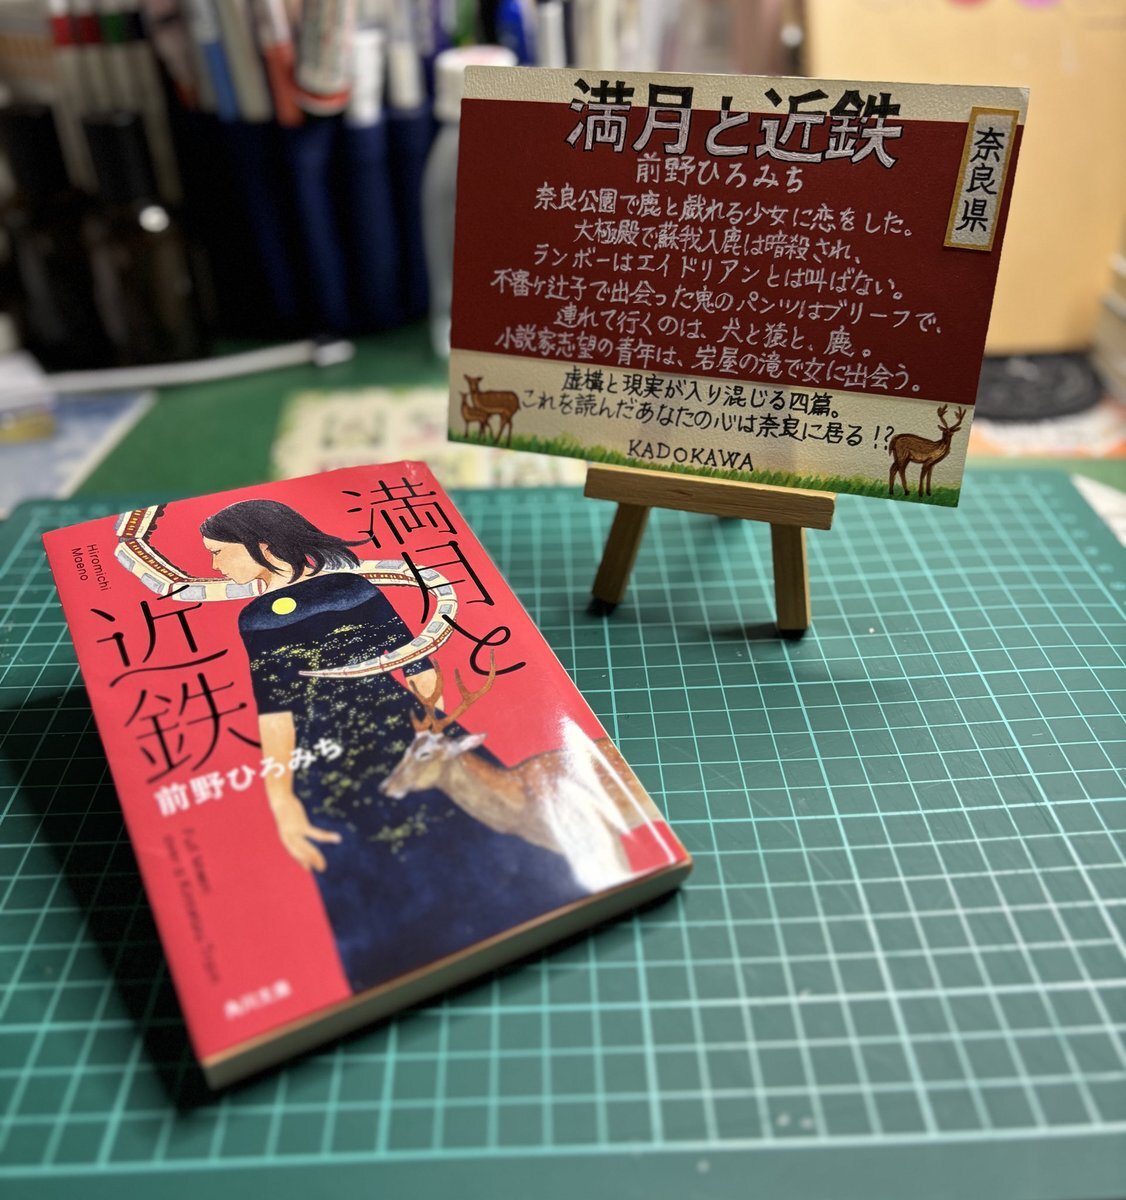 満月と近鉄
前野ひろみち
奈良県
奈良公園で鹿と戯れる少女に恋をした。
大極殿で蘇我入鹿は暗殺され、
ランボーはエイドリアンとは叫ばない。
不審ヶ辻子で出会った鬼のパンツはブリーフで、
連れて行くのは、犬と猿と、鹿。
小説家志望の青年は、岩屋の滝で女に出会う。
虚構と現実が入り混じる四篇。
これを読んだあなたの心は奈良に居る!?
KADOKAWA
満月と
近鉄
Hiromichi
Maeno
前野ひろみち
角川文庫